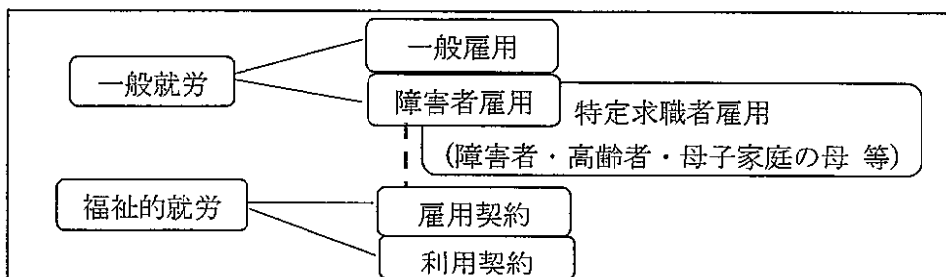 一般雇用
一般就労
障害者雇用
特定求職者雇用
(障害者・高齢者・母子家庭の母 等)
福祉的就労
雇用契約
利用契約